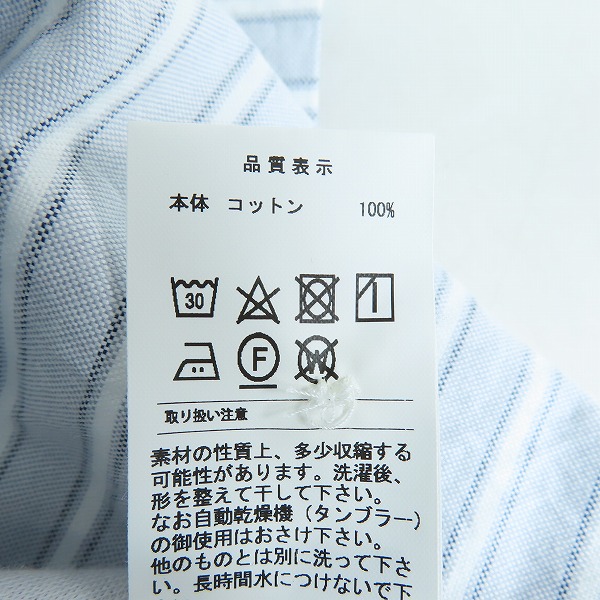 品質表示
本体 コットン 100%
30
F
W
取り扱い注意
素材の性質上、多少収縮する
可能性があります。洗濯後、
形を整えて干して下さい。
なお自動乾燥機（タンブラー）
の御使用はおさけ下さい。
他のものとは別に洗って下さ
い。長時間水につけないで下